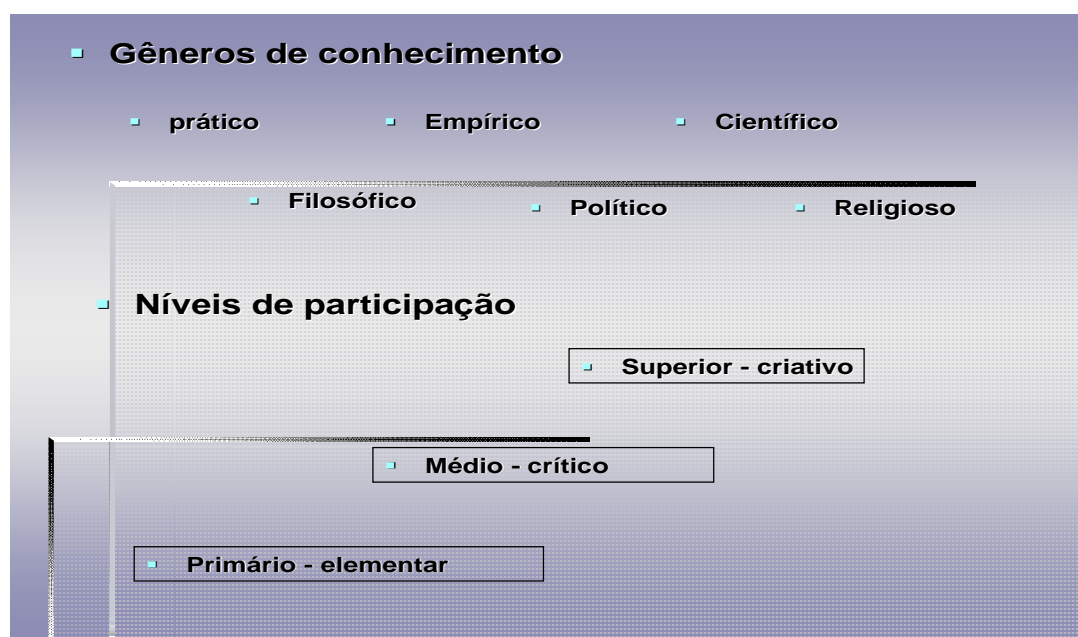 Gêneros de conhecimento
prático Empírico Científico
Filosófico Político Religioso
Níveis de participação
Superior - criativo
Médio - crítico
Primário - elementar